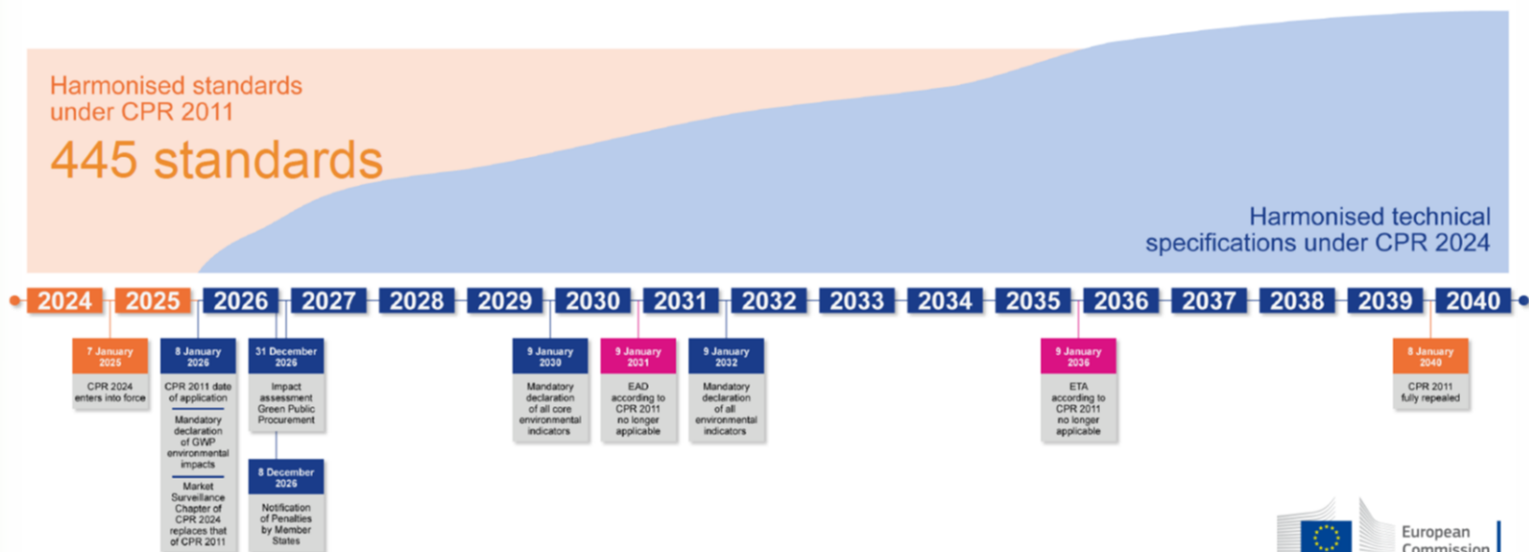 Harmonised standards
under CPR 2011
445 standards
Harmonised technical
specifications under CPR 2024
2024
2025
2026
2027
2028
2029
2030
2031
2032
2033
2034
2035
2036
2037
2038
2039
2040
7 January
2025
CPR 2024
enters into force
8 January
2026
CPR 2011 date
of application
Mandatory
declaration
of GWP
environmental
impacts
Market
Surveillance
Chapter of
CPR 2024
replaces that
of CPR 2011
31 December
2026
Impact
assessment
Green Public
Procurement
8 December
2026
Notification
of Penalties
by Member
States
9 January
2030
Mandatory
declaration
of all core
environmental
indicators
9 January
2031
EAD
according to
CPR 2011
no longer
applicable
9 January
2032
Mandatory
declaration
of all
environmental
indicators
9 January
2036
ETA
according to
CPR 2011
no longer
applicable
8 January
2040
CPR 2011
fully repealed
European
Commission